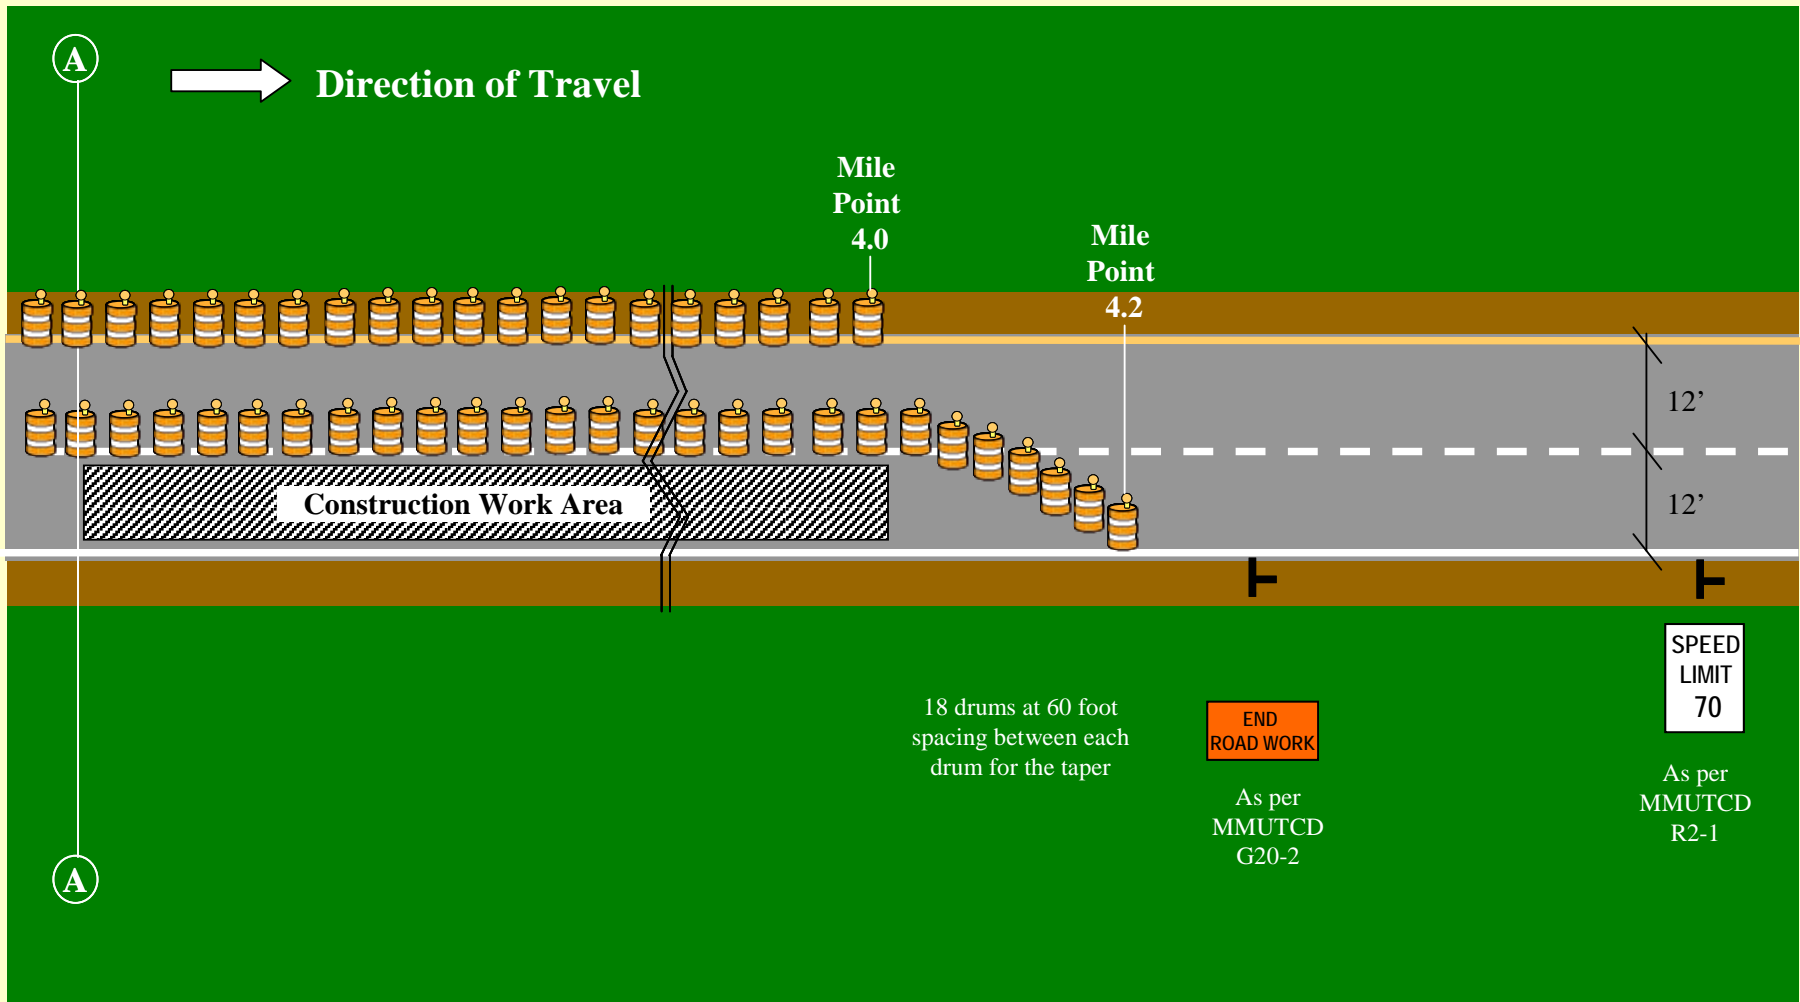 A
Direction of Travel
Mile
Point
4.0
Mile
Point
4.2
12’
12’
Construction Work Area
SPEED
LIMIT
70
18 drums at 60 foot
spacing between each
drum for the taper
END
ROAD WORK
As per
MMUTCD
R2-1
As per
MMUTCD
G20-2
A